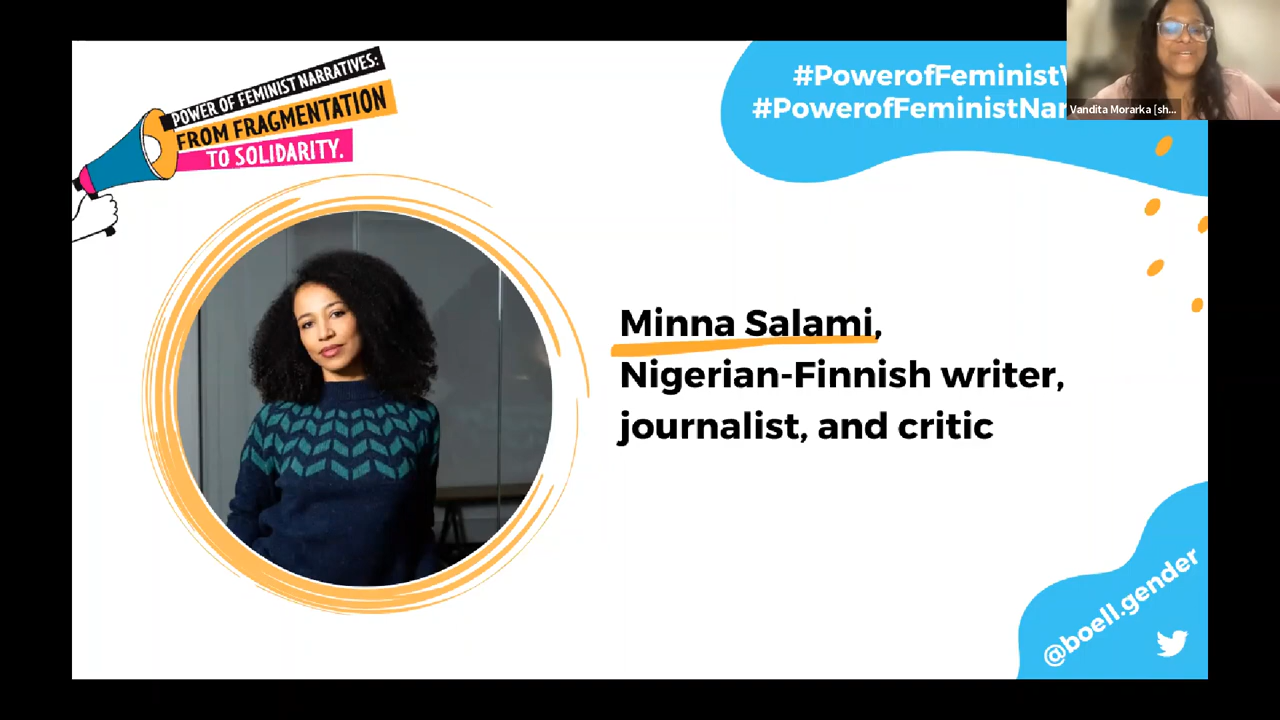 POWER OF FEMINIST NARRATIVES:
FROM FRAGMENTATION
TO SOLIDARITY.
#PowerofFeminist
#PowerofFeministNar
Vandita Morarka [sh...
Minna Salami,
Nigerian-Finnish writer,
journalist, and critic
@boell.gender